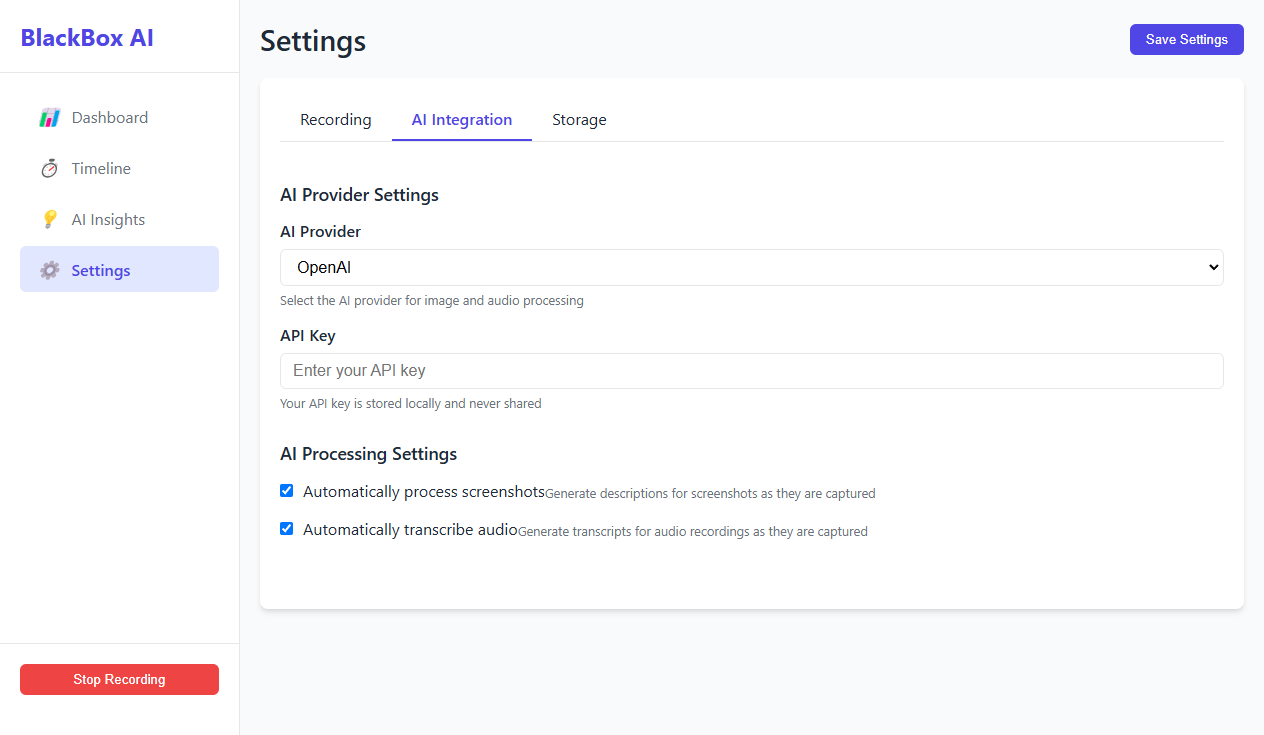 BlackBox AI
Dashboard
Timeline
AI Insights
Settings
Stop Recording
Settings
Save Settings
Recording
AI Integration
Storage
AI Provider Settings
AI Provider
OpenAI
Select the AI provider for image and audio processing
API Key
Enter your API key
Your API key is stored locally and never shared
AI Processing Settings
Automatically process screenshotsGenerate descriptions for screenshots as they are captured
Automatically transcribe audioGenerate transcripts for audio recordings as they are captured